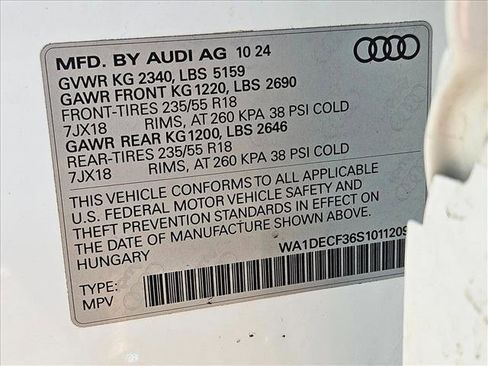 MFD. BY AUDI AG 10 24
GVWR KG 2340, LBS 5159
GAWR FRONT KG 1220, LBS 2690
FRONT-TIRES 235/55 R18
7JX18 RIMS, AT 260 KPA 38 PSI COLD
GAWR REAR KG 1200, LBS 2646
REAR-TIRES 235/55 R18
7JX18 RIMS, AT 260 KPA 38 PSI COLD
THIS VEHICLE CONFORMS TO ALL APPLICABLE
U.S. FEDERAL MOTOR VEHICLE SAFETY AND
THEFT PREVENTION STANDARDS IN EFFECT ON
THE DATE OF MANUFACTURE SHOWN ABOVE.
HUNGARY WA1DECF36S1011209
TYPE:
MPV